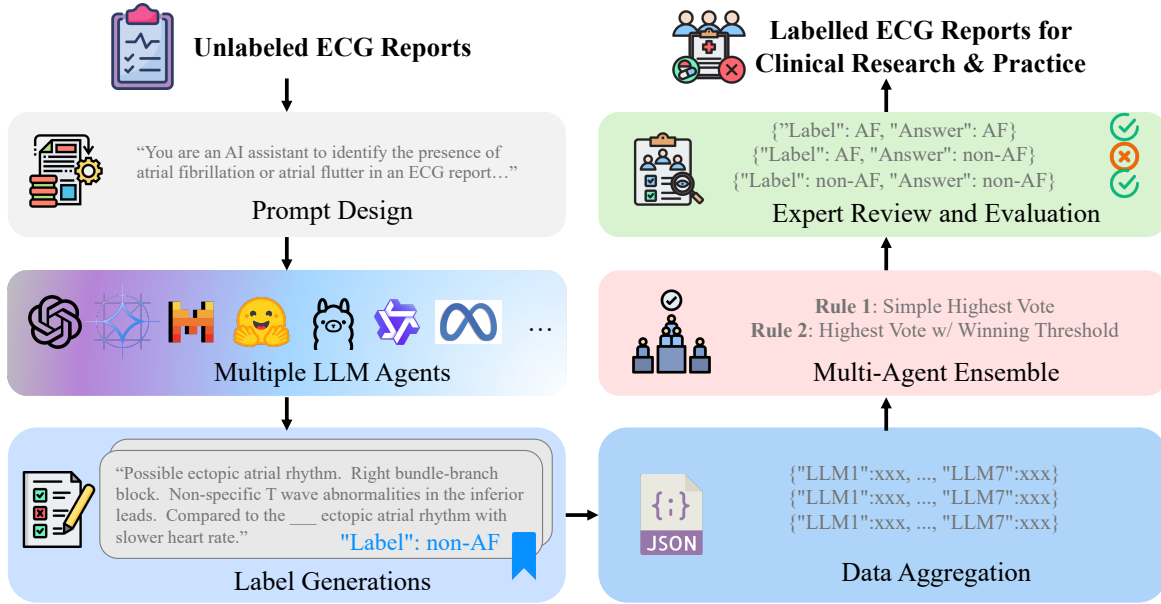 Unlabeled ECG Reports
“You are an AI assistant to identify the presence of
atrial fibrillation or atrial flutter in an ECG report…”
Prompt Design
...
Multiple LLM Agents
“Possible ectopic atrial rhythm. Right bundle-branch
block. Non-specific T wave abnormalities in the inferior
leads. Compared to the ___ ectopic atrial rhythm with
slower heart rate.”
"Label": non-AF
Label Generations
{"LLM1":xxx, ..., "LLM7":xxx}
{"LLM1":xxx, ..., "LLM7":xxx}
{"LLM1":xxx, ..., "LLM7":xxx}
{;}
JSON
Data Aggregation
Rule 1: Simple Highest Vote
Rule 2: Highest Vote w/ Winning Threshold
Multi-Agent Ensemble
{”Label": AF, "Answer": AF}
{"Label": AF, "Answer": non-AF}
{"Label": non-AF, "Answer": non-AF}
Expert Review and Evaluation
Labelled ECG Reports for
Clinical Research & Practice